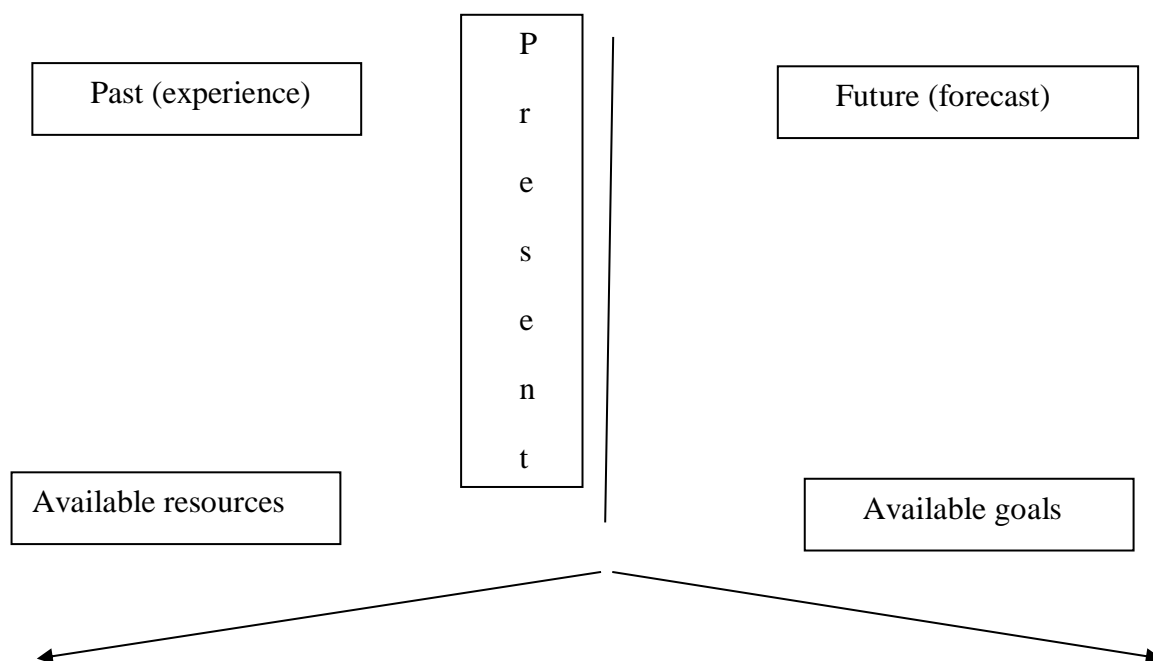 Past (experience)
P
r
e
s
e
n
t
Future (forecast)
Available resources
Available goals